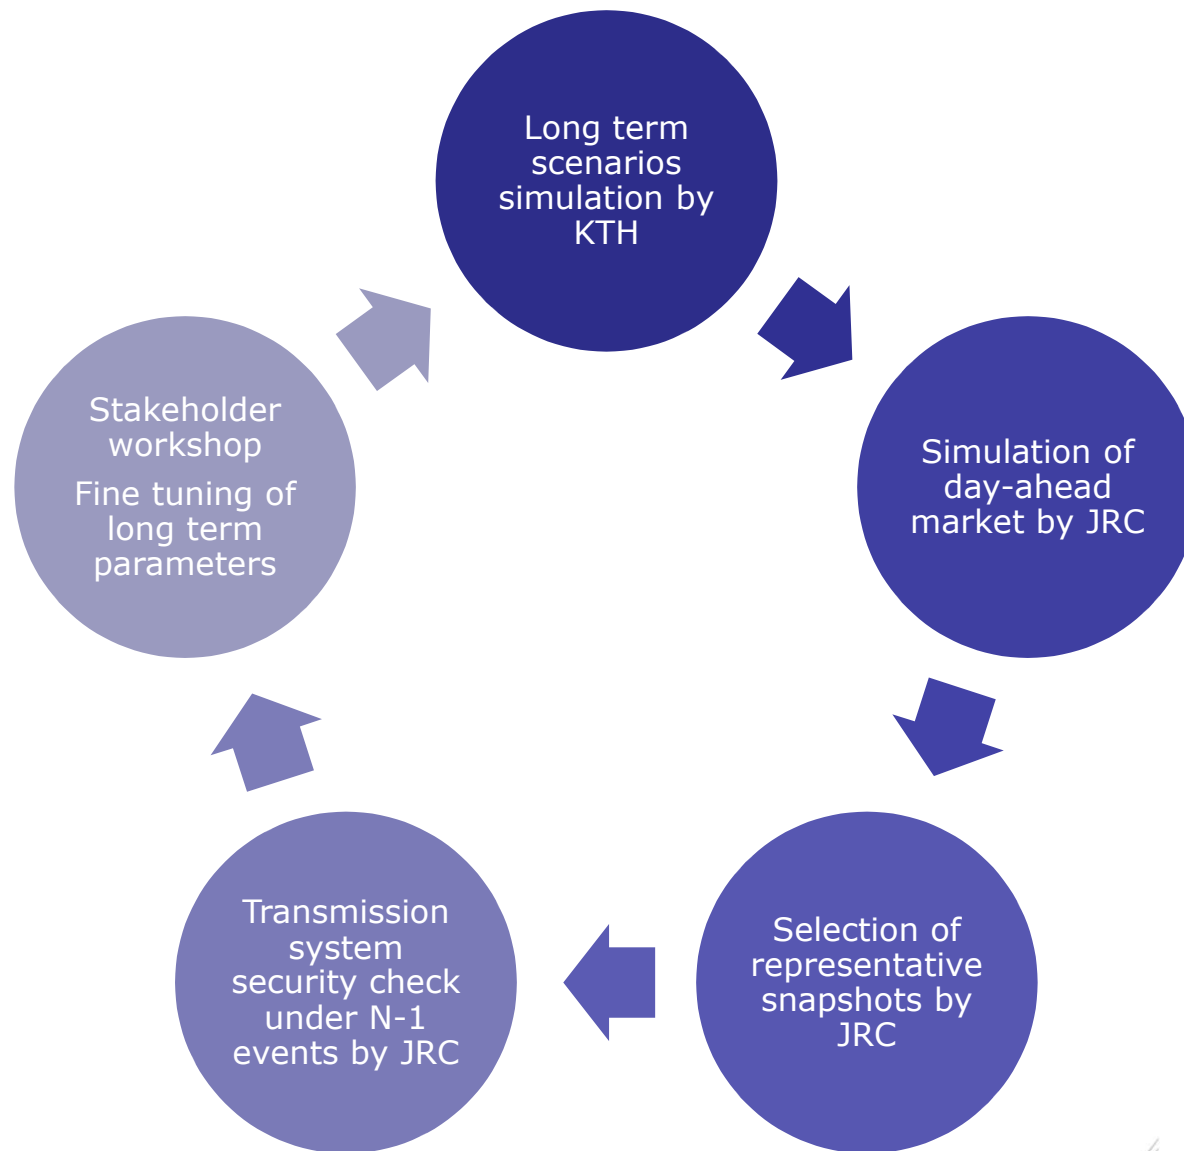 Long term
scenarios
simulation by
KTH
Simulation of
day-ahead
market by JRC
Selection of
representative
snapshots by
JRC
Transmission
system
security check
under N-1
events by JRC
Stakeholder
workshop
Fine tuning of
long term
parameters